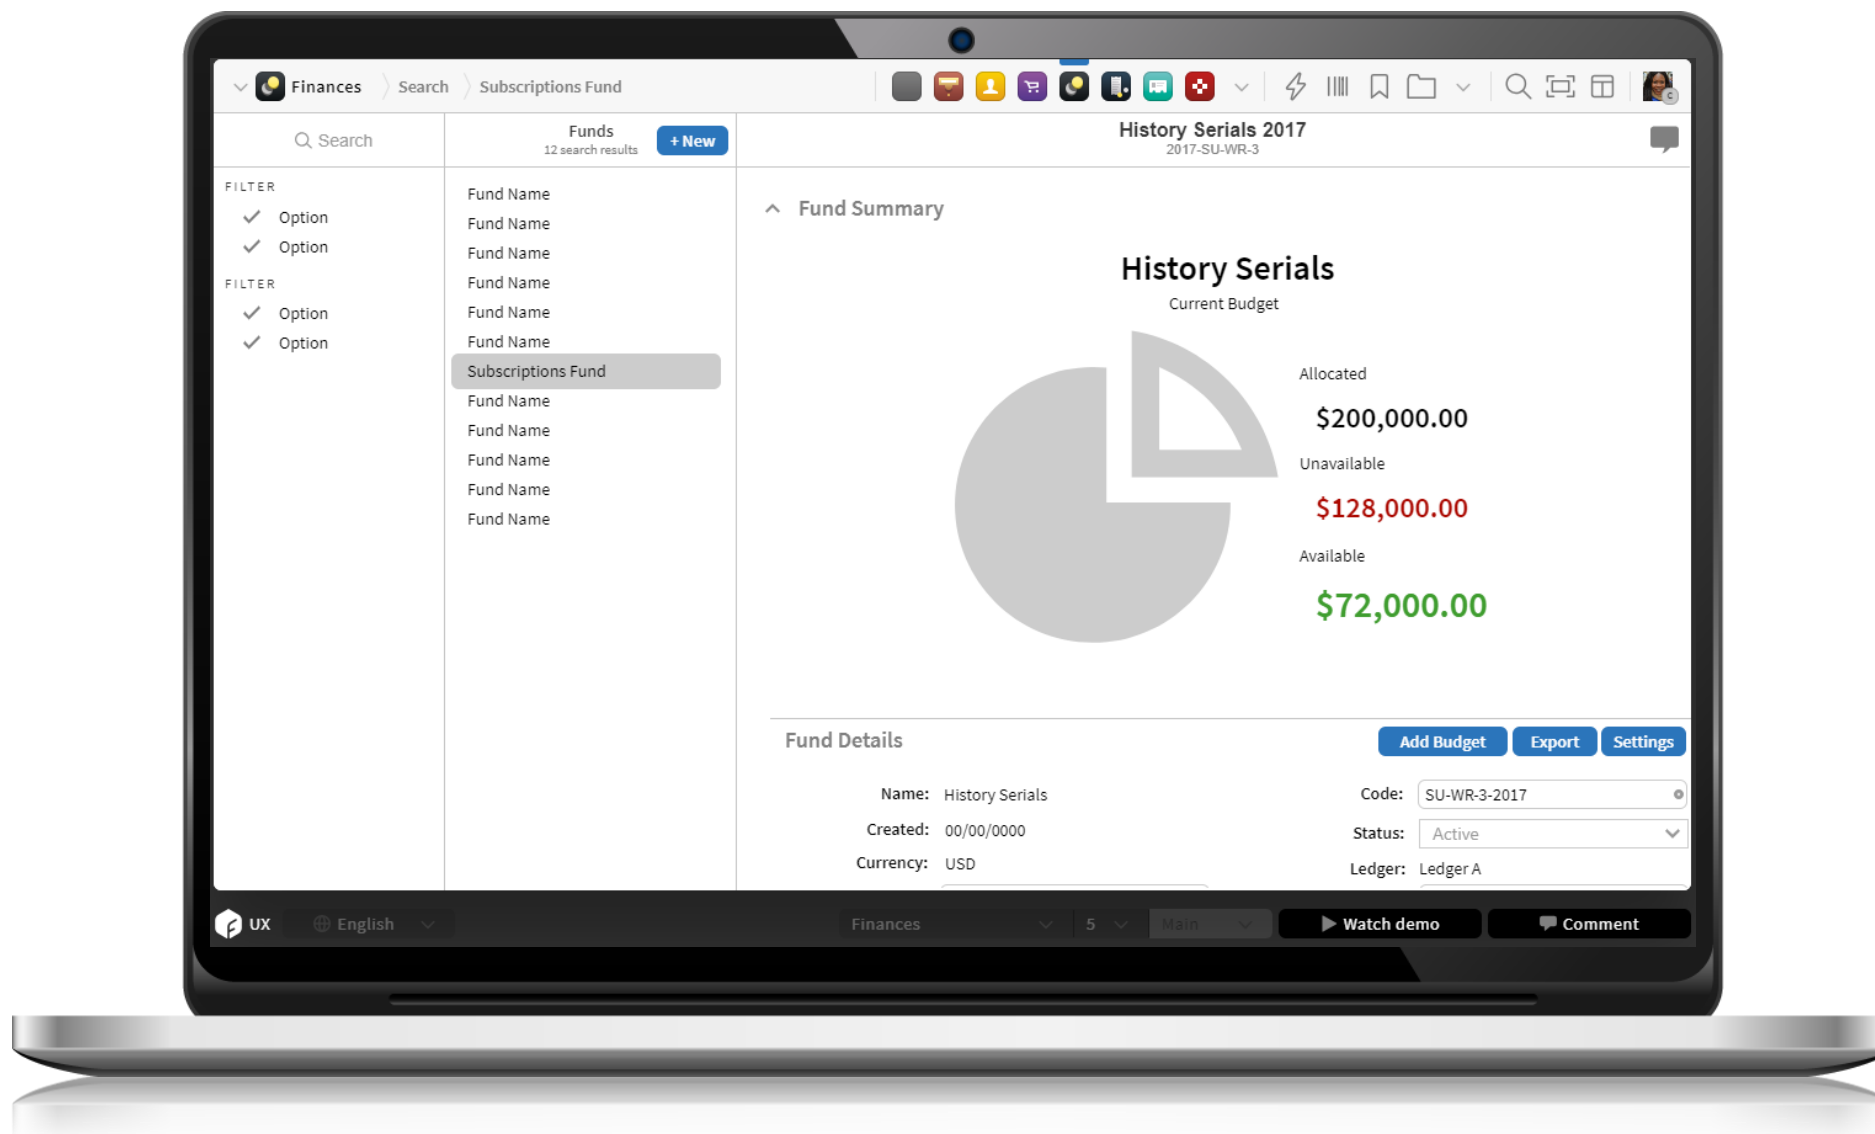 Finances Search Subscriptions Fund
Search
Funds
12 search results
+ New
History Serials 2017
2017-SU-WR-3
FILTER
Option
Option
FILTER
Option
Option
Fund Name
Fund Name
Fund Name
Fund Name
Fund Name
Fund Name
Subscriptions Fund
Fund Name
Fund Name
Fund Name
Fund Name
Fund Name
Fund Summary
History Serials
Current Budget
Allocated
$200,000.00
Unavailable
$128,000.00
Available
$72,000.00
Fund Details
Add Budget Export Settings
Name: History Serials
Created: 00/00/0000
Currency: USD
Code: SU-WR-3-2017
Status: Active
Ledger: Ledger A
UX English Finances 5 Main Watch demo Comment